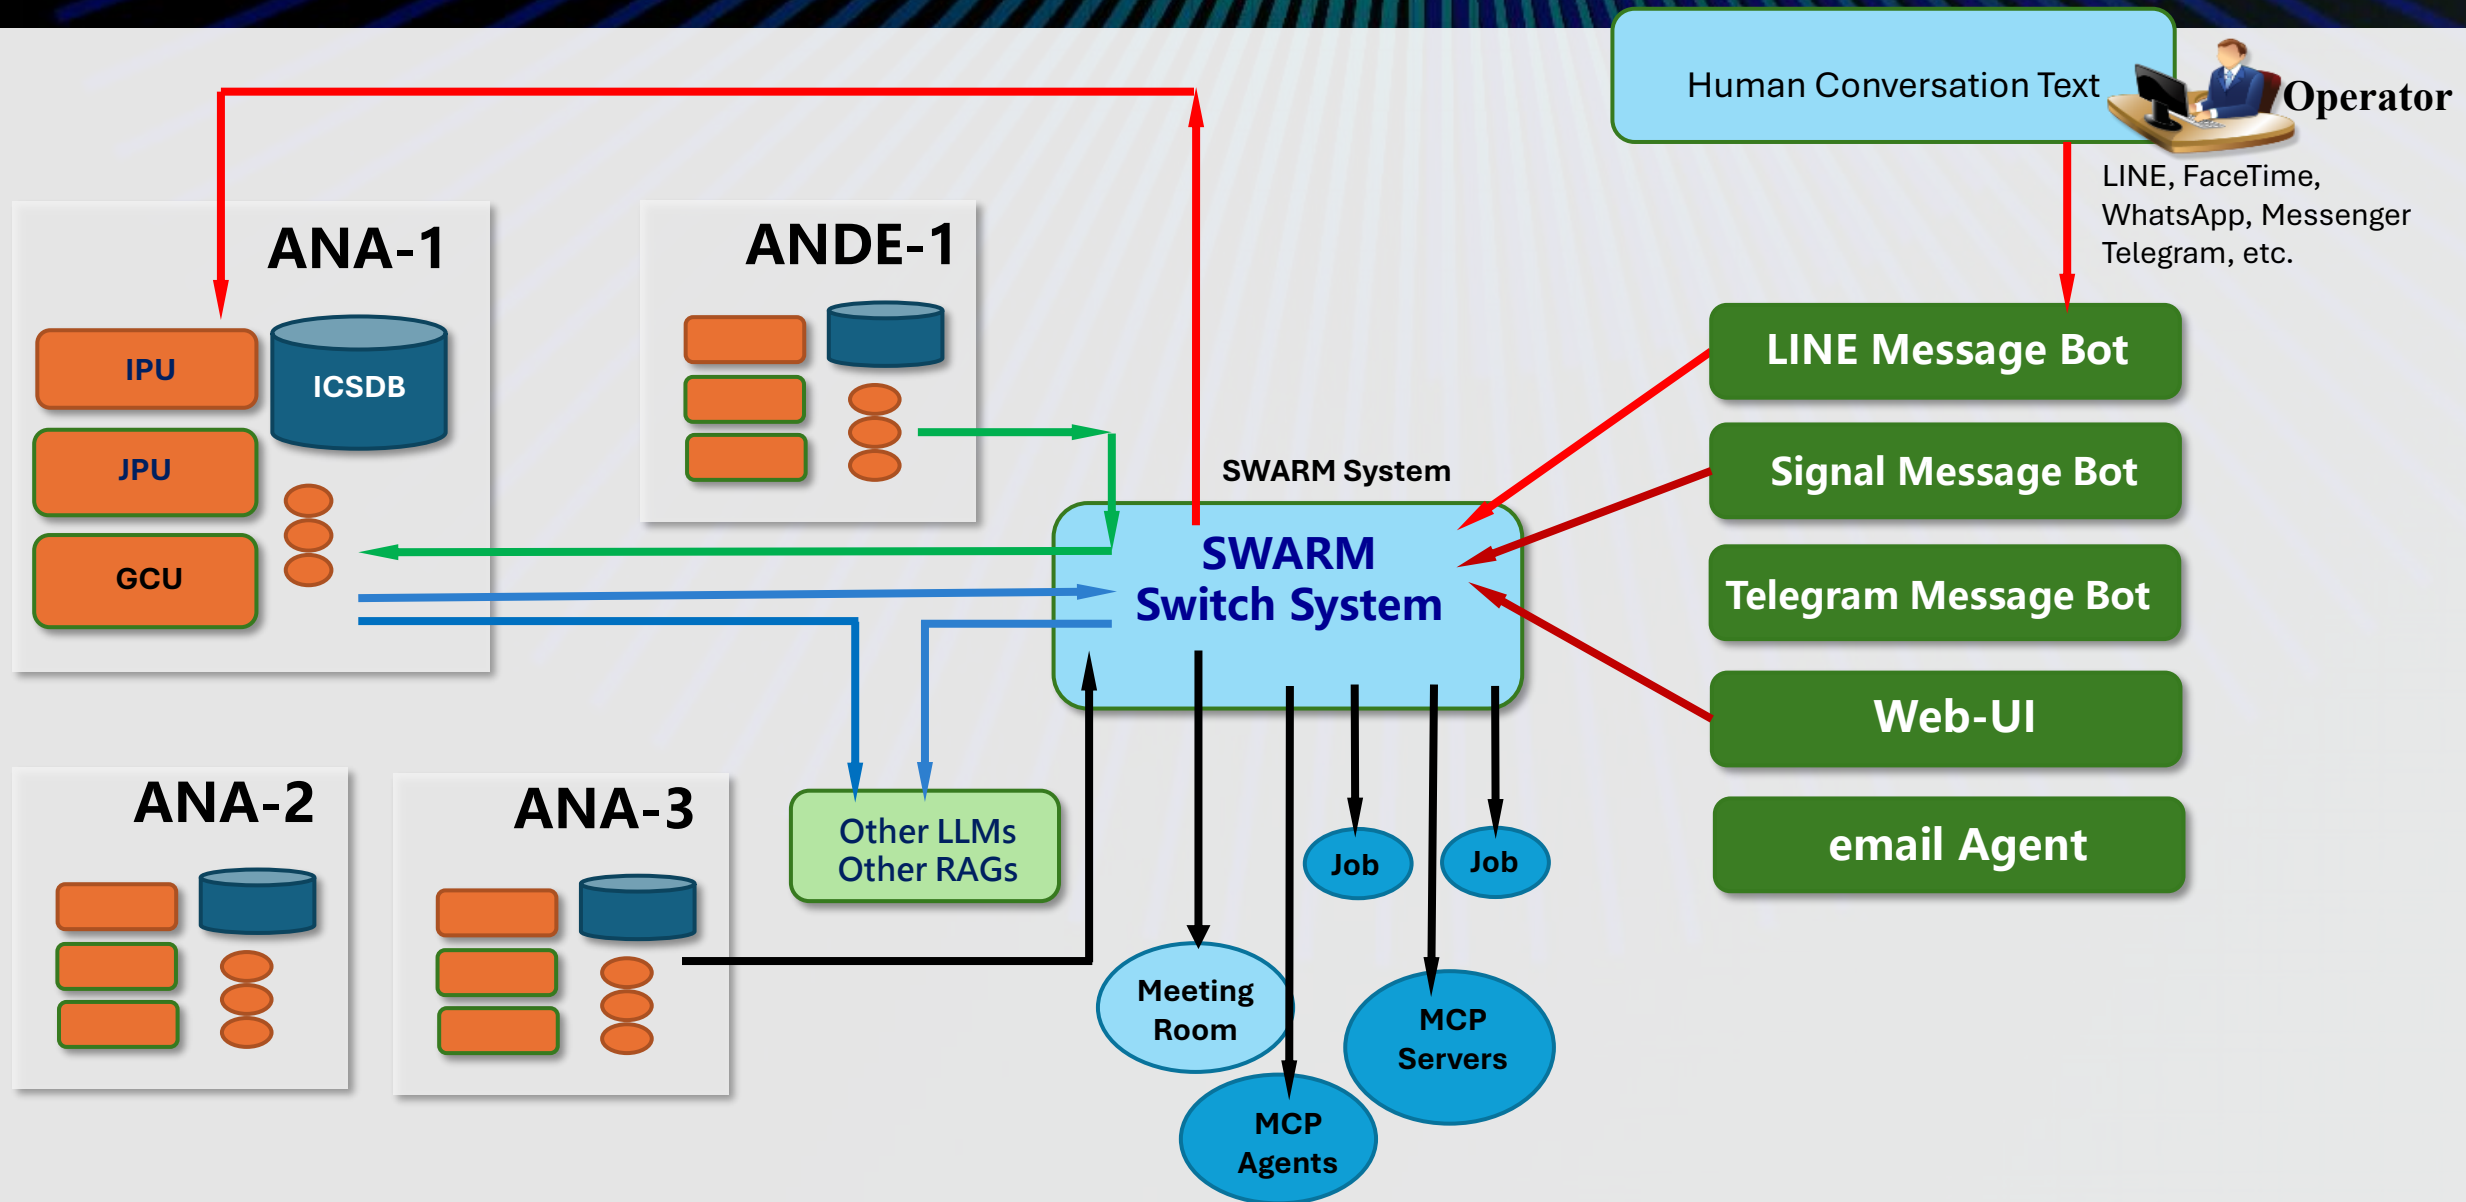 Human Conversation Text
Operator
LINE, FaceTime,
WhatsApp, Messenger
Telegram, etc.
ANA-1
IPU
ICSDB
JPU
GCU
ANDE-1
SWARM System
SWARM
Switch System
LINE Message Bot
Signal Message Bot
Telegram Message Bot
Web-UI
email Agent
ANA-2
ANA-3
Other LLMs
Other RAGs
Job
Job
Meeting
Room
MCP
Servers
MCP
Agents